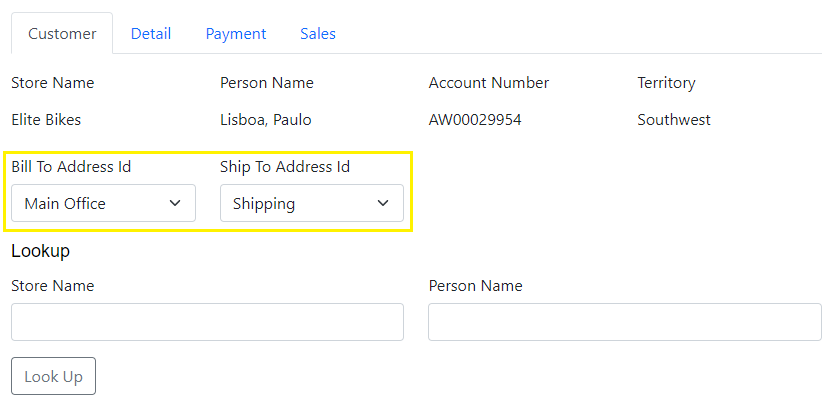 Customer Detail Payment Sales
Store Name Person Name Account Number Territory
Elite Bikes Lisboa, Paulo AW00029954 Southwest
Bill To Address Id Ship To Address Id
Main Office Shipping
Lookup
Store Name Person Name
Look Up